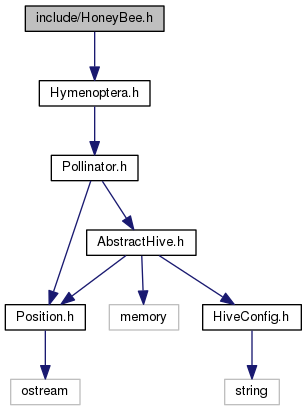 include/HoneyBee.h
Hymenoptera.h
Pollinator.h
AbstractHive.h
Position.h
memory
HiveConfig.h
ostream
string